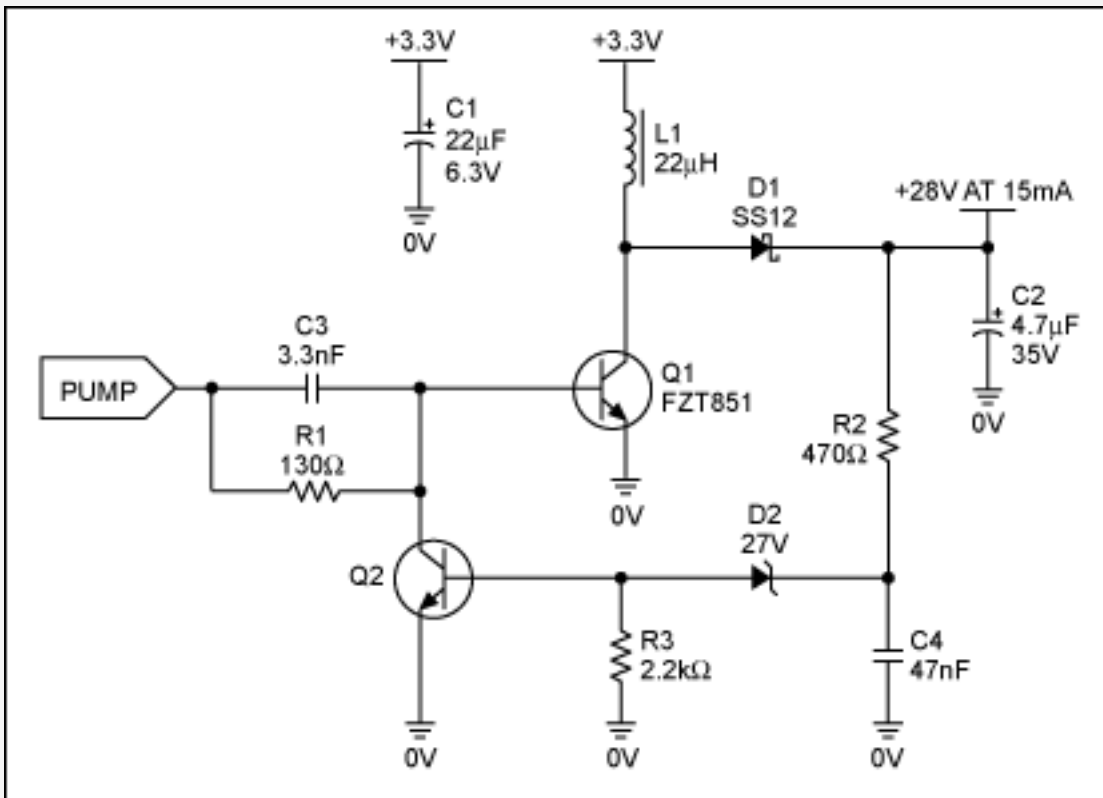 +3.3V
+3.3V
C1
22µF
6.3V
0V
L1
22µH
D1
SS12
+28V AT 15mA
C2
4.7µF
35V
0V
C3
3.3nF
PUMP
Q1
FZT851
0V
R1
130Ω
R2
470Ω
D2
27V
Q2
R3
2.2kΩ
C4
47nF
0V
0V
0V